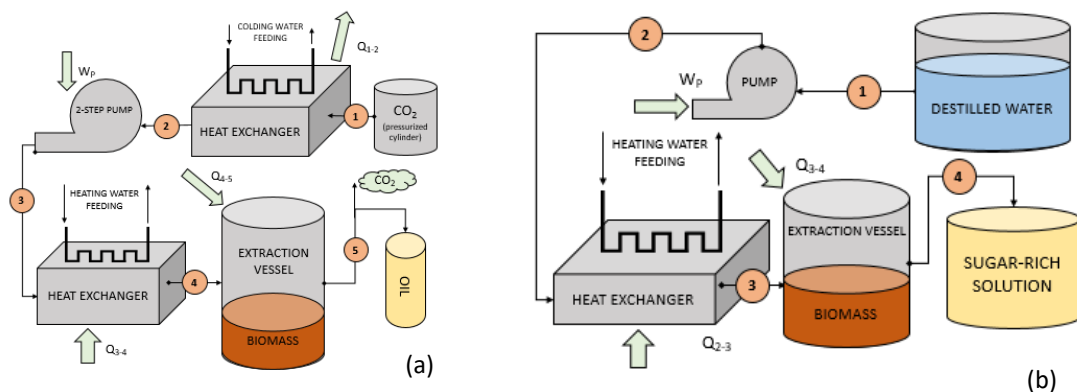 COLDING WATER
FEEDING
Q1-2
WP
2-STEP PUMP
2
HEAT EXCHANGER
1
CO2
(pressurized
cylinder)
3
HEATING WATER
FEEDING
Q4-5
CO2
HEAT EXCHANGER
4
EXTRACTION
VESSEL
BIOMASS
5
OIL
Q3-4
(a)
2
WP
PUMP
1
DESTILLED WATER
HEATING WATER
FEEDING
Q3-4
4
HEAT EXCHANGER
3
EXTRACTION VESSEL
BIOMASS
SUGAR-RICH
SOLUTION
Q2-3
(b)